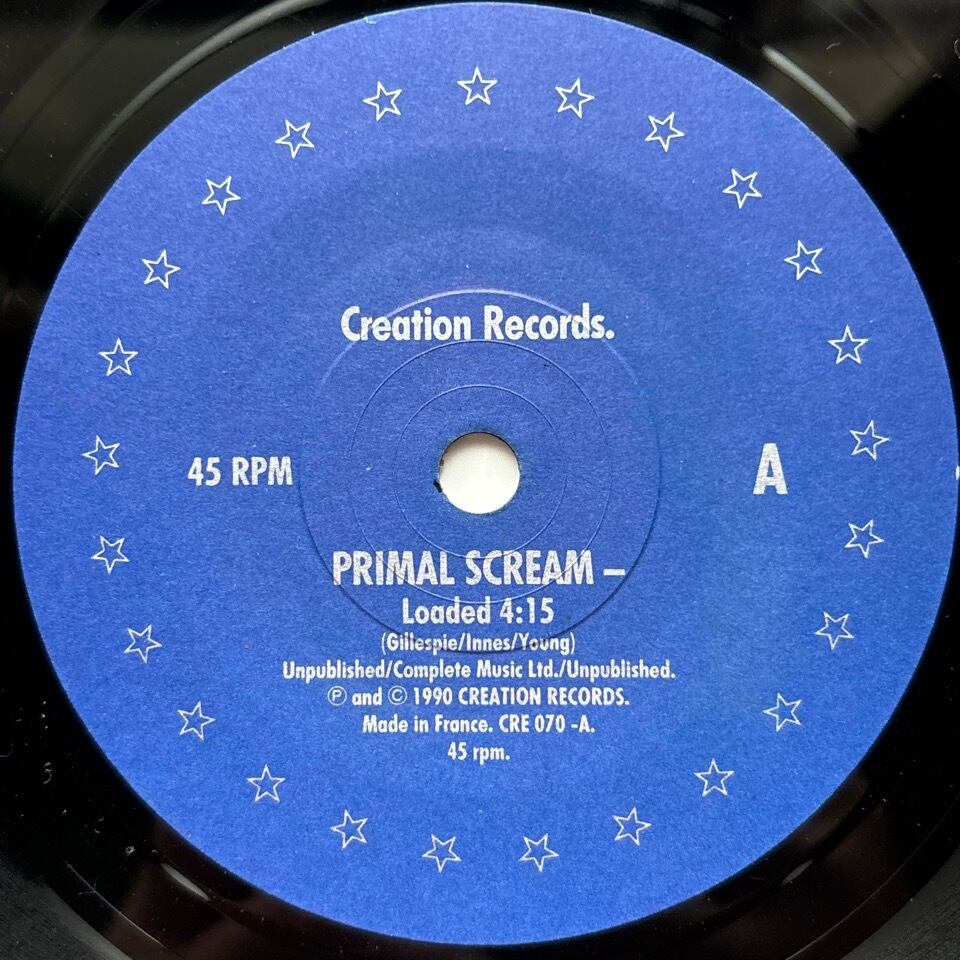 Creation Records.
45 RPM
A
PRIMAL SCREAM –
Loaded 4:15
(Gillespie/Innes/Young)
Unpublished/Complete Music Ltd./Unpublished.
Ⓟ and © 1990 CREATION RECORDS.
Made in France. CRE 070 -A.
45 rpm.